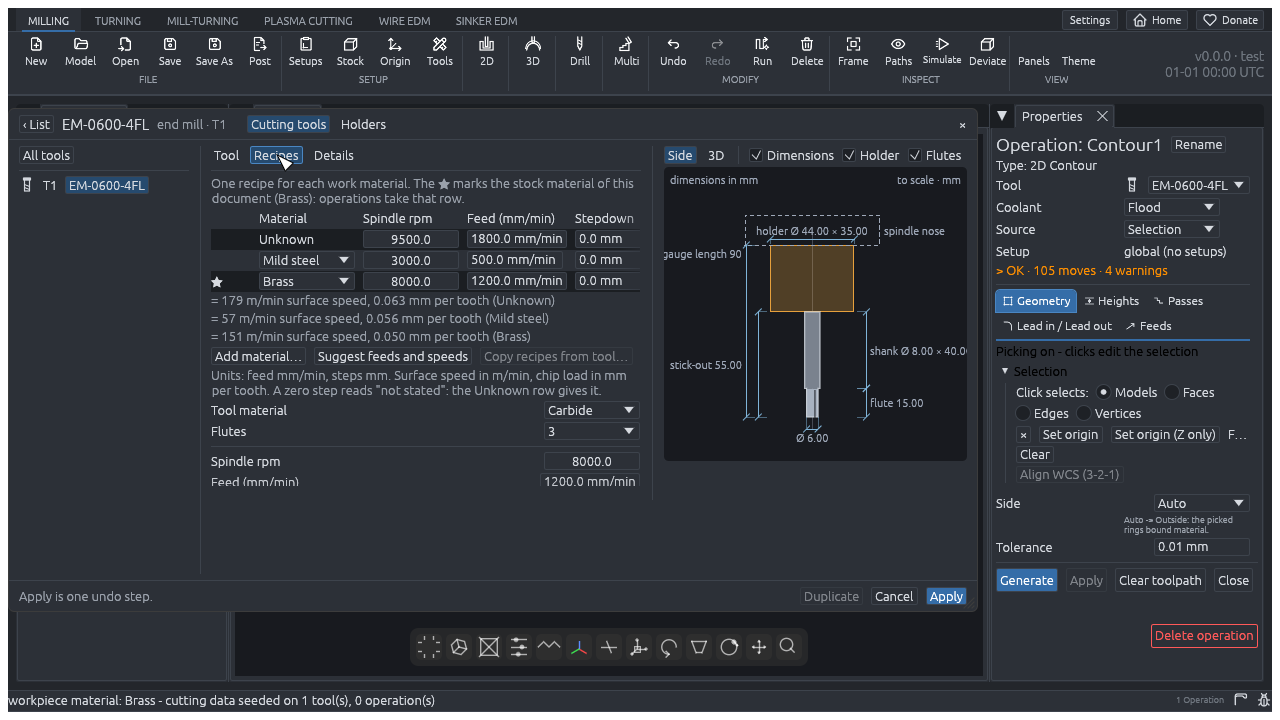 MILLING TURNING MILL-TURNING PLASMA CUTTING WIRE EDM SINKER EDM Settings Home Donate
New Model Open Save Save As Post Setups Stock Origin Tools 2D 3D Drill Multi Undo Redo Run Delete Frame Paths Simulate Deviate Panels Theme
FILE SETUP MODIFY INSPECT VIEW
v0.0.0 · test
01-01 00:00 UTC
‹ List EM-0600-4FL end mill · T1 Cutting tools Holders ×
All tools
T1 EM-0600-4FL
Tool Recipes Details
One recipe for each work material. The ★ marks the stock material of this
document (Brass): operations take that row.
Material Spindle rpm Feed (mm/min) Stepdown
Unknown 9500.0 1800.0 mm/min 0.0 mm
Mild steel 3000.0 500.0 mm/min 0.0 mm
★ Brass 8000.0 1200.0 mm/min 0.0 mm
= 179 m/min surface speed, 0.063 mm per tooth (Unknown)
= 57 m/min surface speed, 0.056 mm per tooth (Mild steel)
= 151 m/min surface speed, 0.050 mm per tooth (Brass)
Add material... Suggest feeds and speeds Copy recipes from tool...
Units: feed mm/min, steps mm. Surface speed in m/min, chip load in mm
per tooth. A zero step reads "not stated": the Unknown row gives it.
Tool material Carbide
Flutes 3
Spindle rpm 8000.0
Feed (mm/min) 1200.0 mm/min
Side 3D Dimensions Holder Flutes
dimensions in mm to scale · mm
holder Ø 44.00 × 35.00 spindle nose
gauge length 90
shank Ø 8.00 × 40.0
stick-out 55.00
flute 15.00
Ø 6.00
Apply is one undo step. Duplicate Cancel Apply
Properties
Operation: Contour1 Rename
Type: 2D Contour
Tool EM-0600-4FL
Coolant Flood
Source Selection
Setup global (no setups)
> OK · 105 moves · 4 warnings
Geometry Heights Passes
Lead in / Lead out Feeds
Picking on - clicks edit the selection
Selection
Click selects: Models Faces
Edges Vertices
× Set origin Set origin (Z only) F...
Clear
Align WCS (3-2-1)
Side Auto
Auto -> Outside: the picked
rings bound material.
Tolerance 0.01 mm
Generate Apply Clear toolpath Close
Delete operation
workpiece material: Brass - cutting data seeded on 1 tool(s), 0 operation(s) 1 Operation